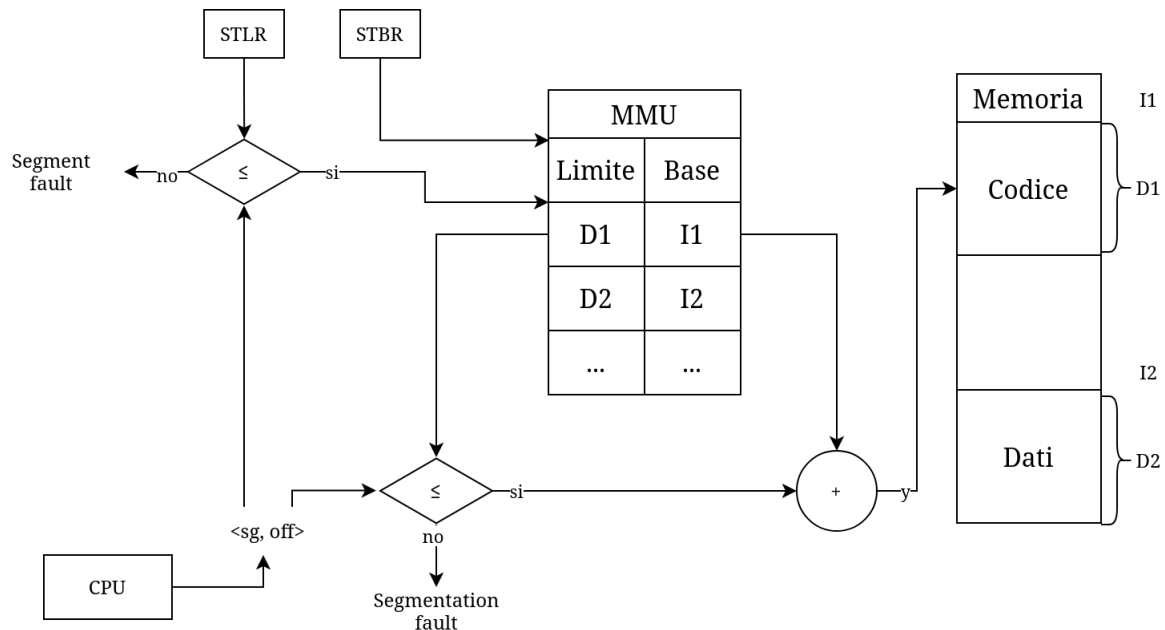 STLR
STBR
MMU
Limite Base
D1 I1
D2 I2
... ...
Memoria
I1
Codice
D1
I2
Dati
D2
Segment
fault
no
≤
si
≤
si
no
+
y
<sg, off>
CPU
Segmentation
fault